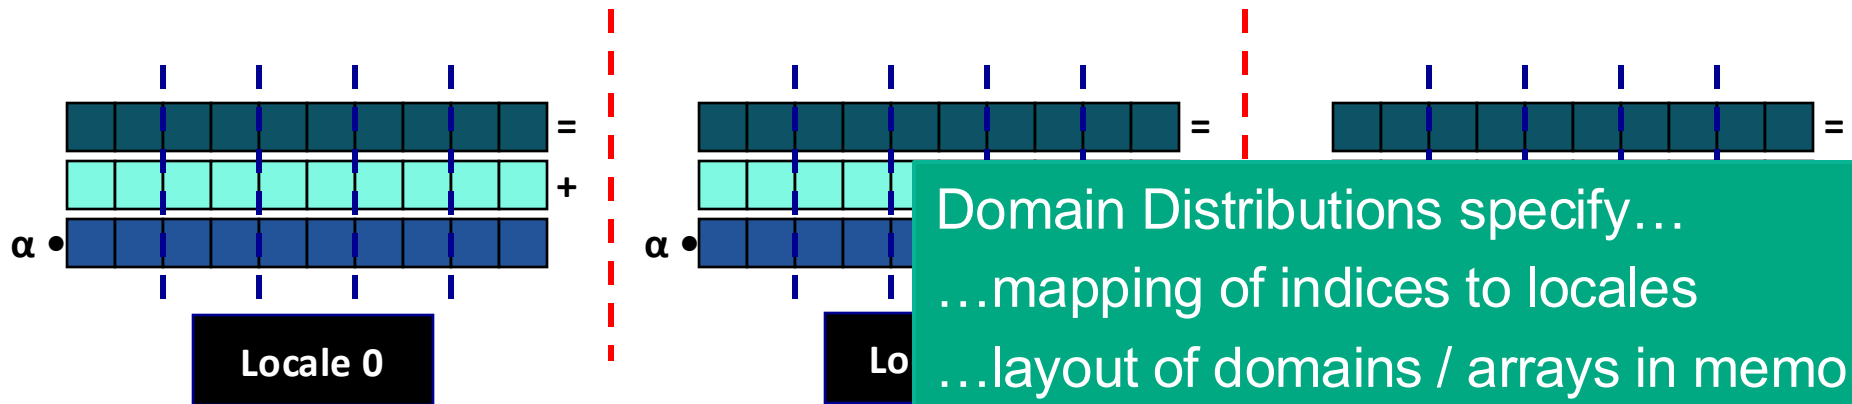 = = =
+
α • α •
Domain Distributions specify…
…mapping of indices to locales
…layout of domains / arrays in memo
Locale 0
Lo